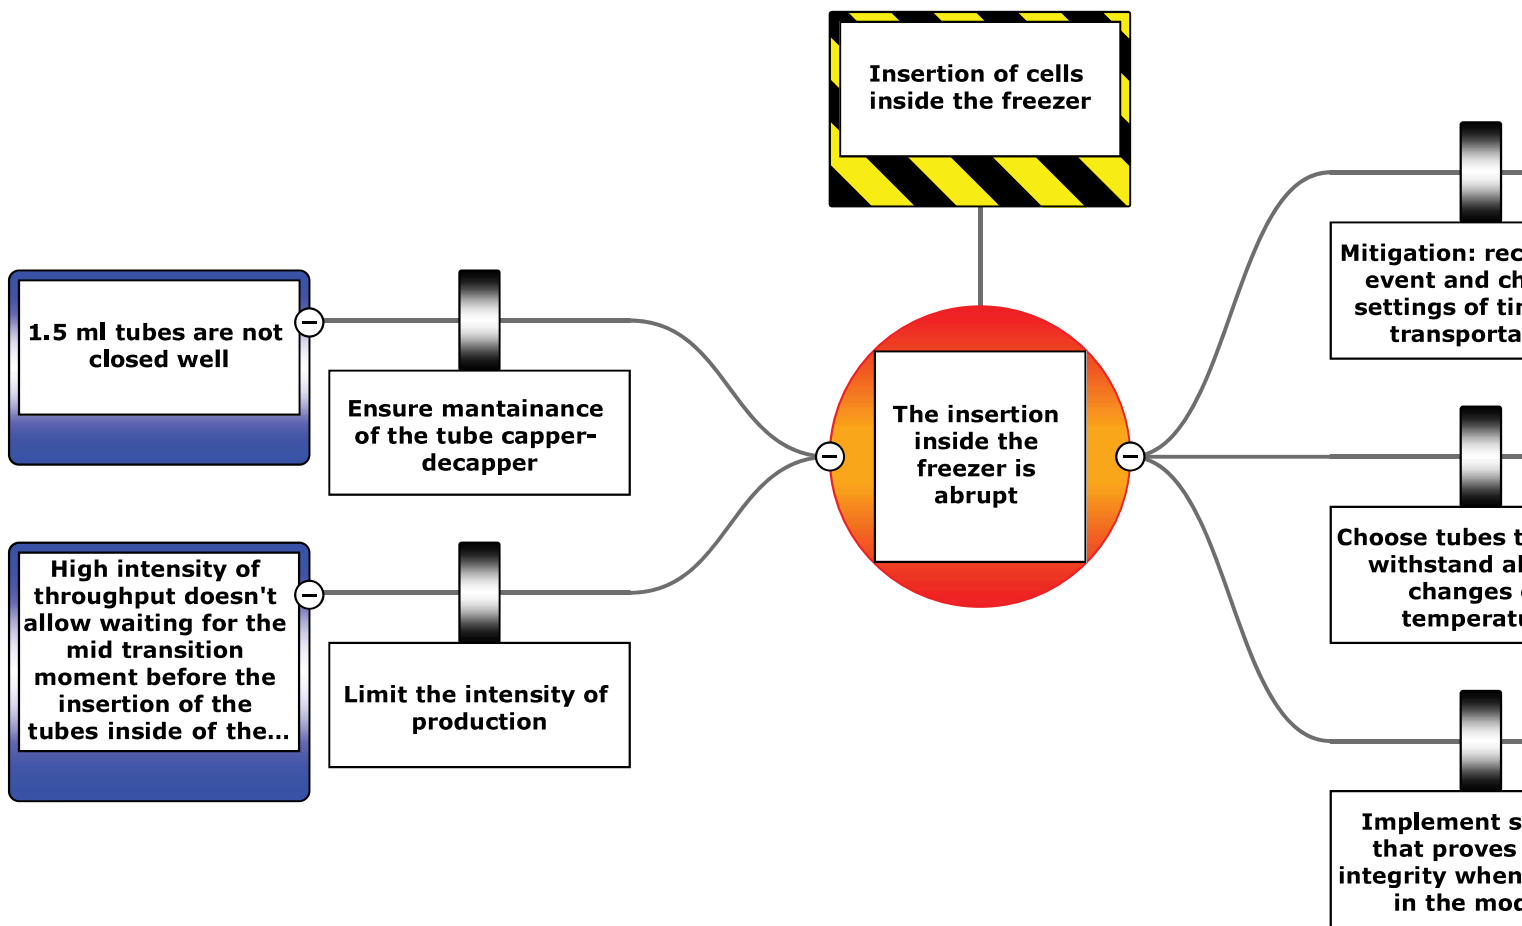 Insertion of cells
inside the freezer
1.5 ml tubes are not
closed well
Ensure mantainance
of the tube capper-
decapper
High intensity of
throughput doesn't
allow waiting for the
mid transition
moment before the
insertion of the
tubes inside of the...
Limit the intensity of
production
The insertion
inside the
freezer is
abrupt
Mitigation:
event and
settings of
Choose tubes
withstand
changes
Implement
that proves
integrity when
in the